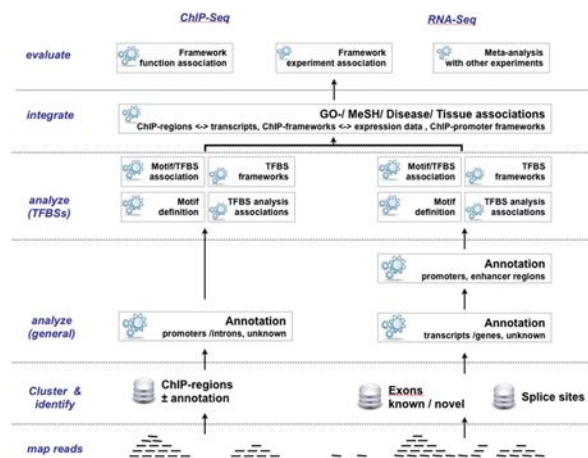 ChIP-Seq
RNA-Seq
evaluate
Framework
function association
Framework
experiment association
Meta-analysis
with other experiments
integrate
GO-/ MeSH/ Disease/ Tissue associations
ChIP-regions <-> transcripts, ChIP-frameworks <-> expression data , ChIP-promoter frameworks
analyze
(TFBSs)
Motif/TFBS
association
TFBS
frameworks
Motif/TFBS
association
TFBS
frameworks
Motif
definition
TFBS analysis
associations
Motif
definition
TFBS analysis
associations
Annotation
promoters, enhancer regions
analyze
(general)
Annotation
promoters /introns, unknown
Annotation
transcripts /genes, unknown
Cluster &
identify
ChIP-regions
± annotation
Exons
known / novel
Splice sites
map reads